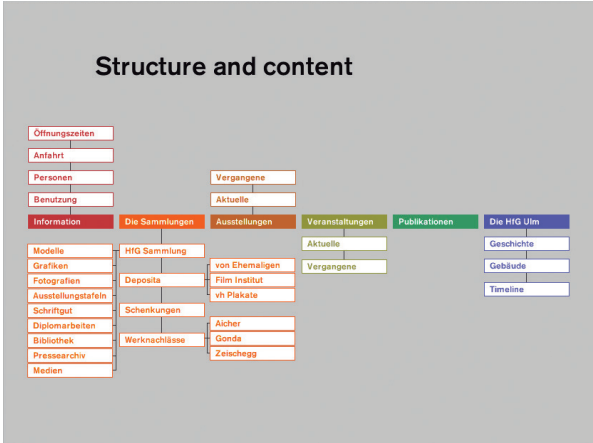 Structure and content
Öffnungszeiten
Anfahrt
Personen
Vergangene
Benutzung
Aktuelle
Information
Die Sammlungen
Ausstellungen
Veranstaltungen
Publikationen
Die HfG Ulm
Modelle
HfG Sammlung
Aktuelle
Geschichte
Grafiken
von Ehemaligen
Vergangene
Gebäude
Fotografien
Deposita
Film Institut
Ausstellungstafeln
vh Plakate
Timeline
Schriftgut
Schenkungen
Diplomarbeiten
Aicher
Bibliothek
Werknachlässe
Gonda
Pressearchiv
Zeischegg
Medien